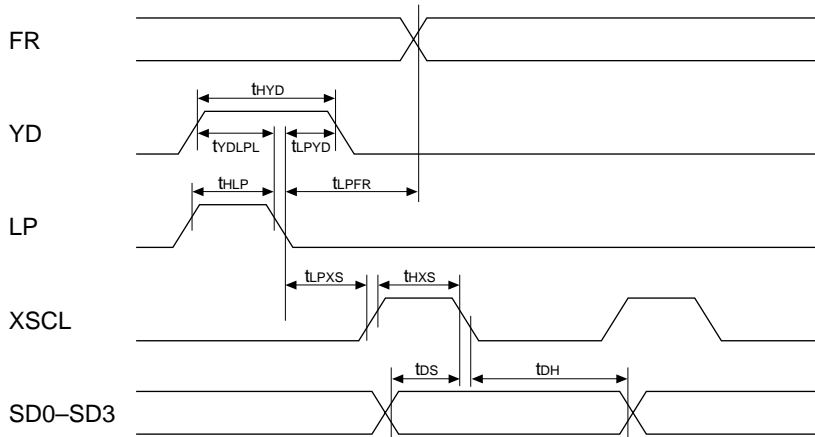 FR
tHYD
YD
tYDLPL tLPYD
tHLP tLPFR
LP
tLPXS tHXS
XSCL
tDS tDH
SD0–SD3